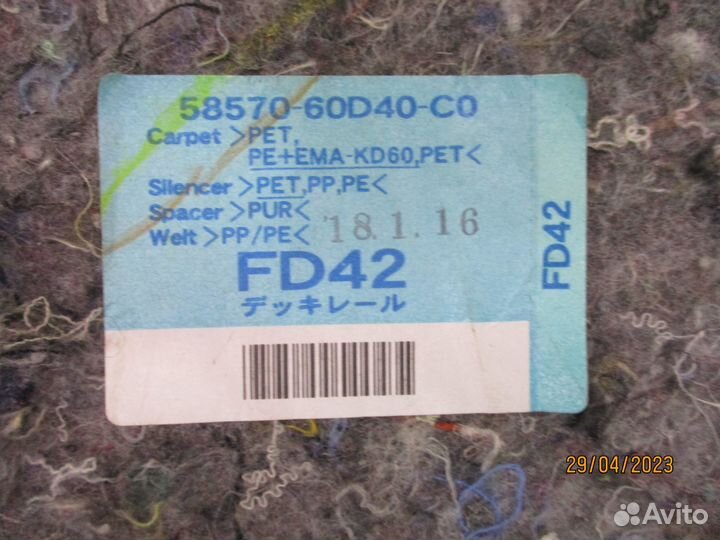 58570-60D40-C0
Carpet >PET,
PE+EMA-KD60,PET<
Silencer >PET,PP,PE<
Spacer >PUR<
Welt >PP/PE< 18.1.16
FD42
デッキレール
FD42
29/04/2023
Avito